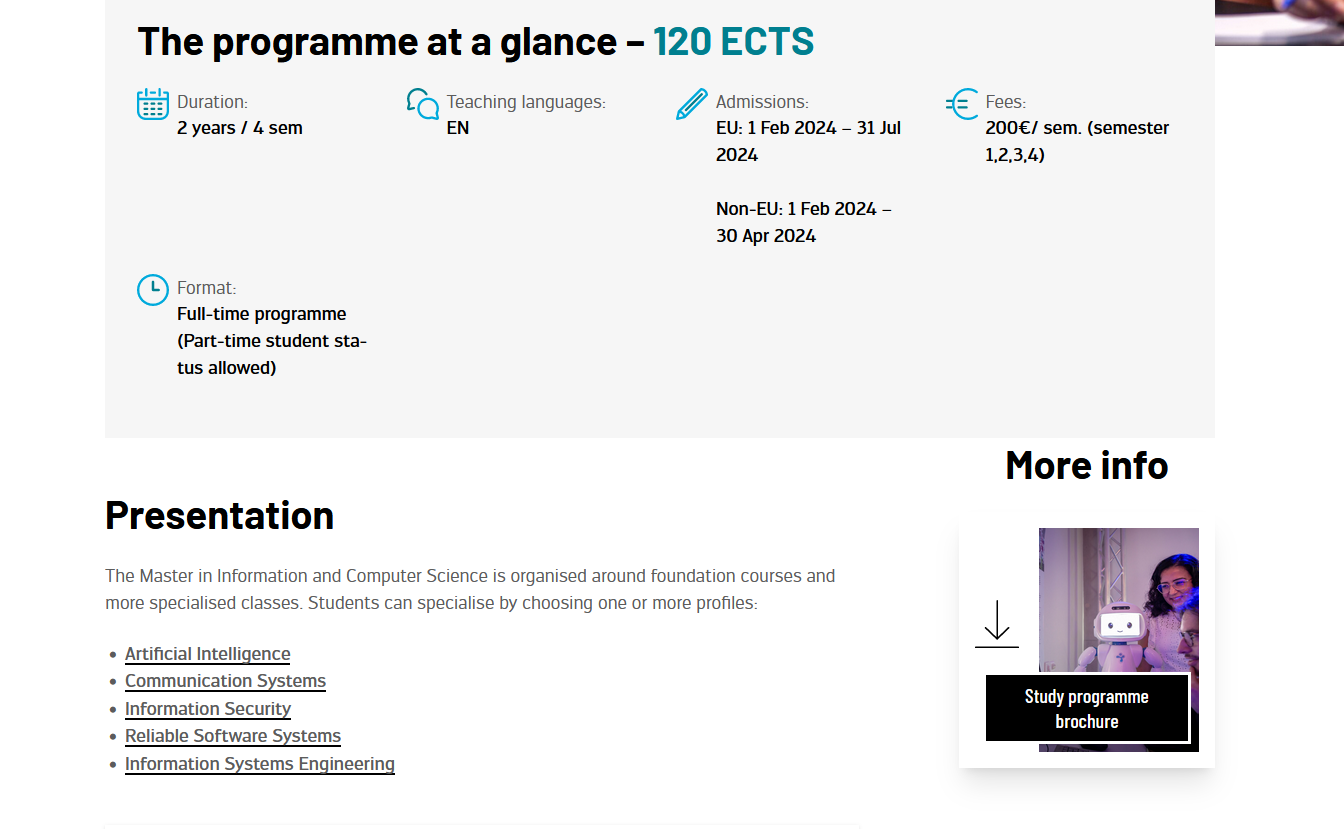 The programme at a glance – 120 ECTS
Duration:
2 years / 4 sem
Teaching languages:
EN
Admissions:
EU: 1 Feb 2024 – 31 Jul
2024
Non-EU: 1 Feb 2024 –
30 Apr 2024
Fees:
200€/ sem. (semester
1,2,3,4)
Format:
Full-time programme
(Part-time student sta-
tus allowed)
More info
Presentation
The Master in Information and Computer Science is organised around foundation courses and
more specialised classes. Students can specialise by choosing one or more profiles:
• Artificial Intelligence
• Communication Systems
• Information Security
• Reliable Software Systems
• Information Systems Engineering
Study programme
brochure